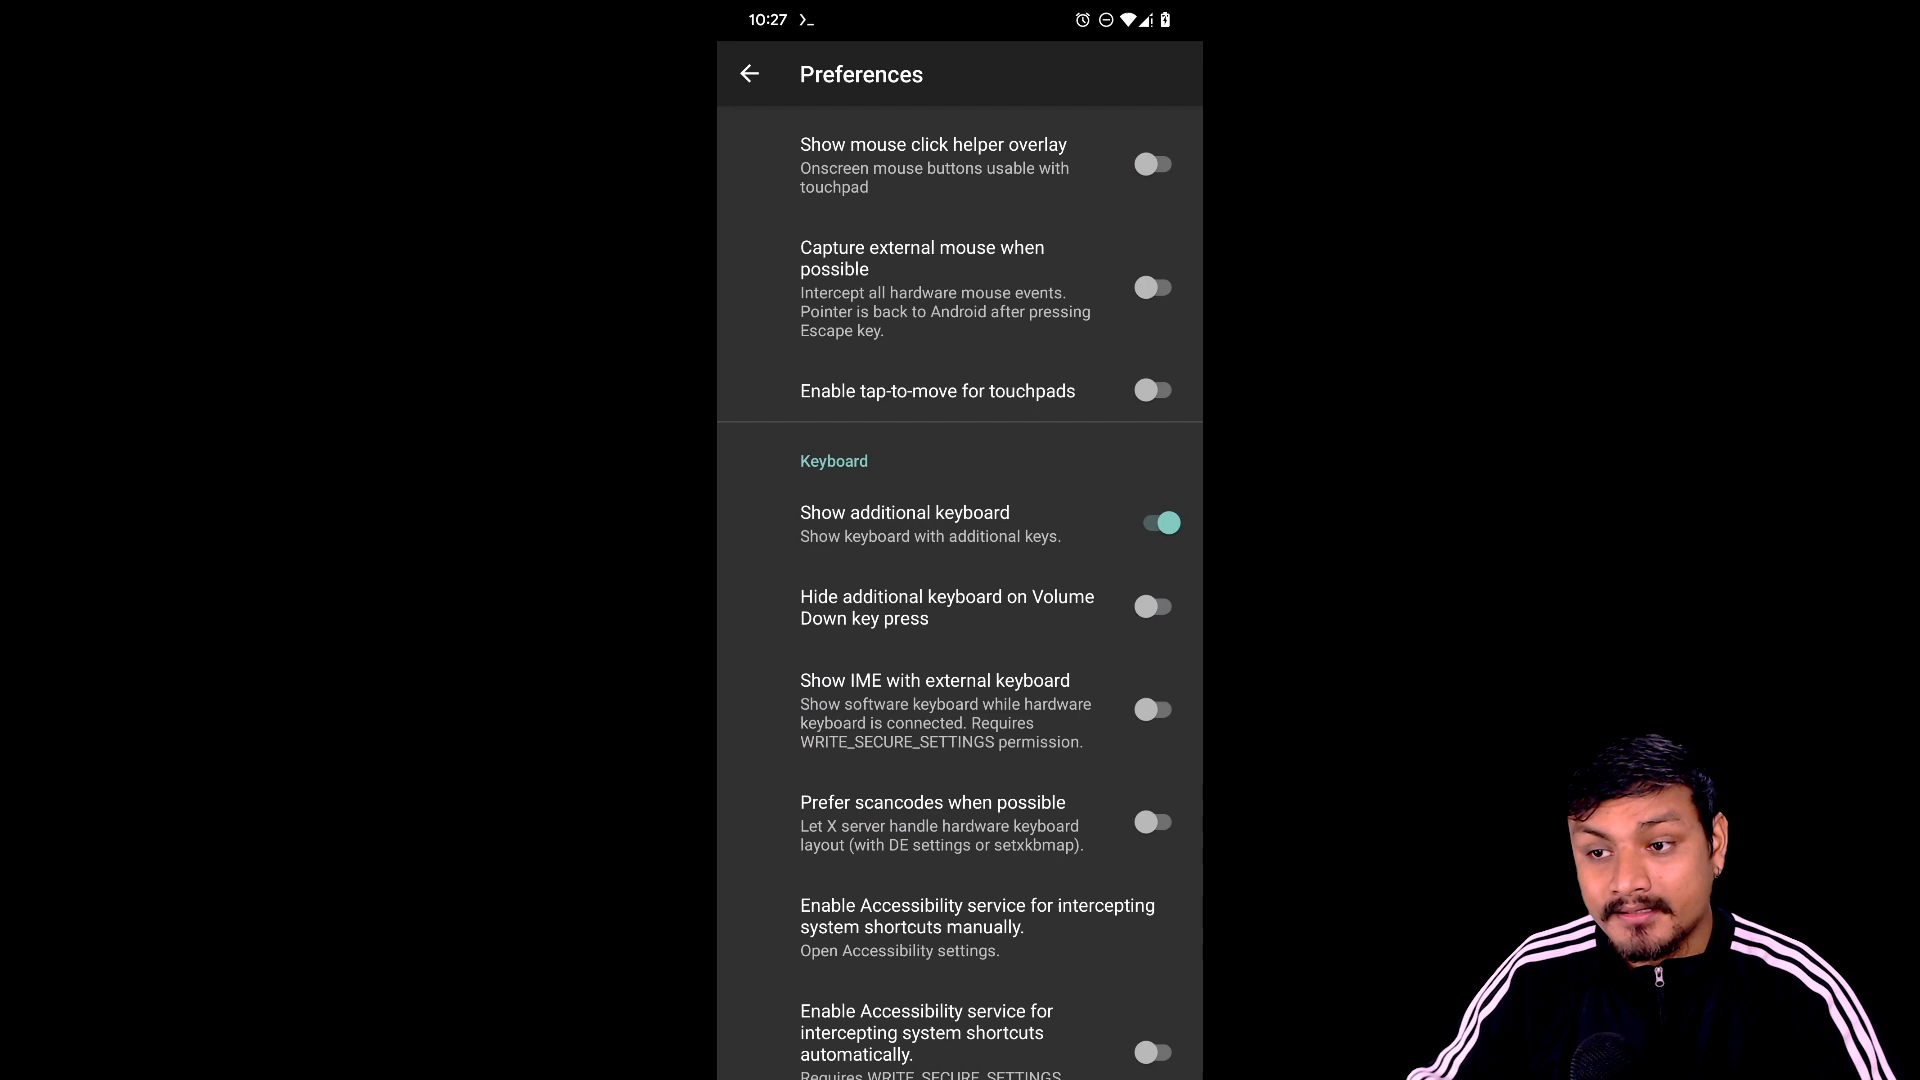 10:27
Preferences
Show mouse click helper overlay
Onscreen mouse buttons usable with
touchpad
Capture external mouse when
possible
Intercept all hardware mouse events.
Pointer is back to Android after pressing
Escape key.
Enable tap-to-move for touchpads
Keyboard
Show additional keyboard
Show keyboard with additional keys.
Hide additional keyboard on Volume
Down key press
Show IME with external keyboard
Show software keyboard while hardware
keyboard is connected. Requires
WRITE_SECURE_SETTINGS permission.
Prefer scancodes when possible
Let X server handle hardware keyboard
layout (with DE settings or setxkbmap).
Enable Accessibility service for intercepting
system shortcuts manually.
Open Accessibility settings.
Enable Accessibility service for
intercepting system shortcuts
automatically.
Requires WRITE_SECURE_SETTINGS